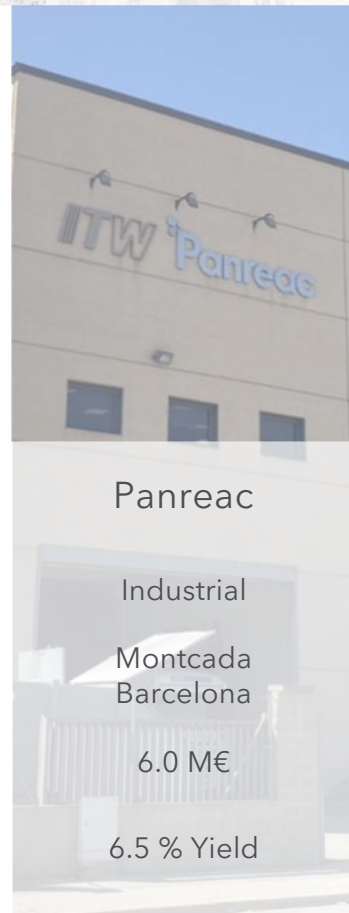 ITW Panreac
Panreac
Industrial
Montcada
Barcelona
6.0 M€
6.5 % Yield